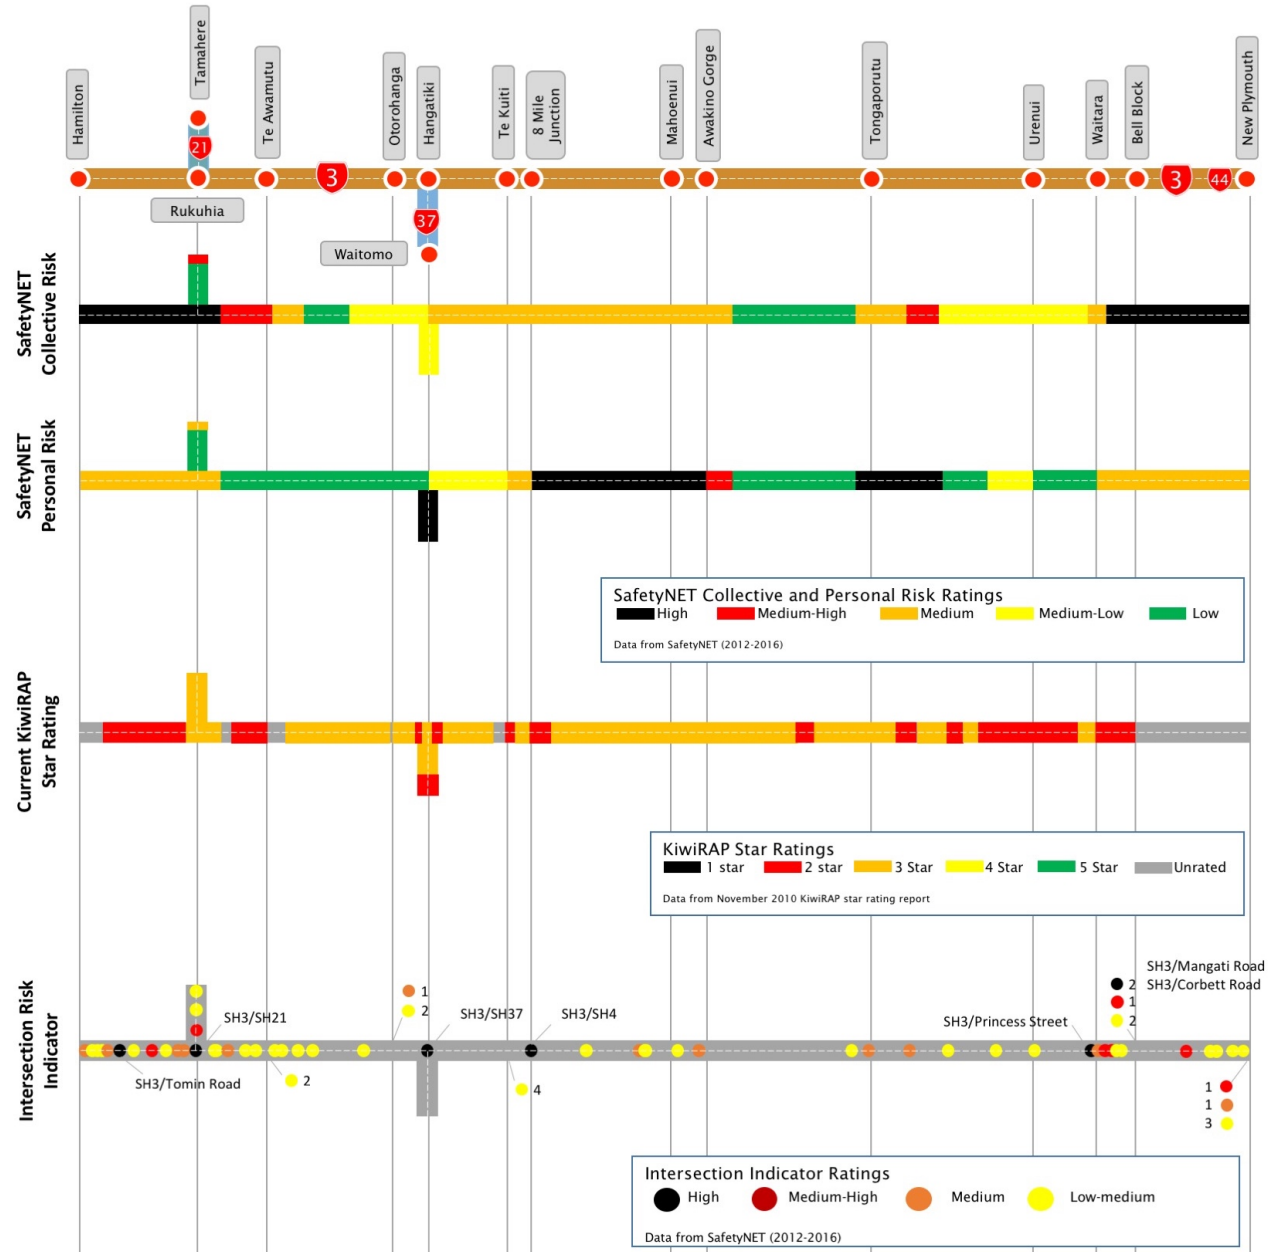 Hamilton
Tamahere
Te Awamutu
Otorohanga
Hangatiki
Te Kuiti
8 Mile
Junction
Mahoenui
Awakino Gorge
Tongaporutu
Urenui
Waitara
Bell Block
New Plymouth
21
3
3
44
Rukuhia
37
Waitomo
SafetyNET
Collective Risk
SafetyNET
Personal Risk
SafetyNET Collective and Personal Risk Ratings
High
Medium-High
Medium
Medium-Low
Low
Data from SafetyNET (2012-2016)
Current KiwiRAP
Star Rating
KiwiRAP Star Ratings
1 star
2 star
3 Star
4 Star
5 Star
Unrated
Data from November 2010 KiwiRAP star rating report
Intersection Risk
Indicator
SH3/Mangati Road
2 SH3/Corbett Road
1
2
1
2
SH3/SH21
SH3/SH37
SH3/SH4
SH3/Princess Street
SH3/Tomin Road
2
4
1
1
3
Intersection Indicator Ratings
High
Medium-High
Medium
Low-medium
Data from SafetyNET (2012-2016)